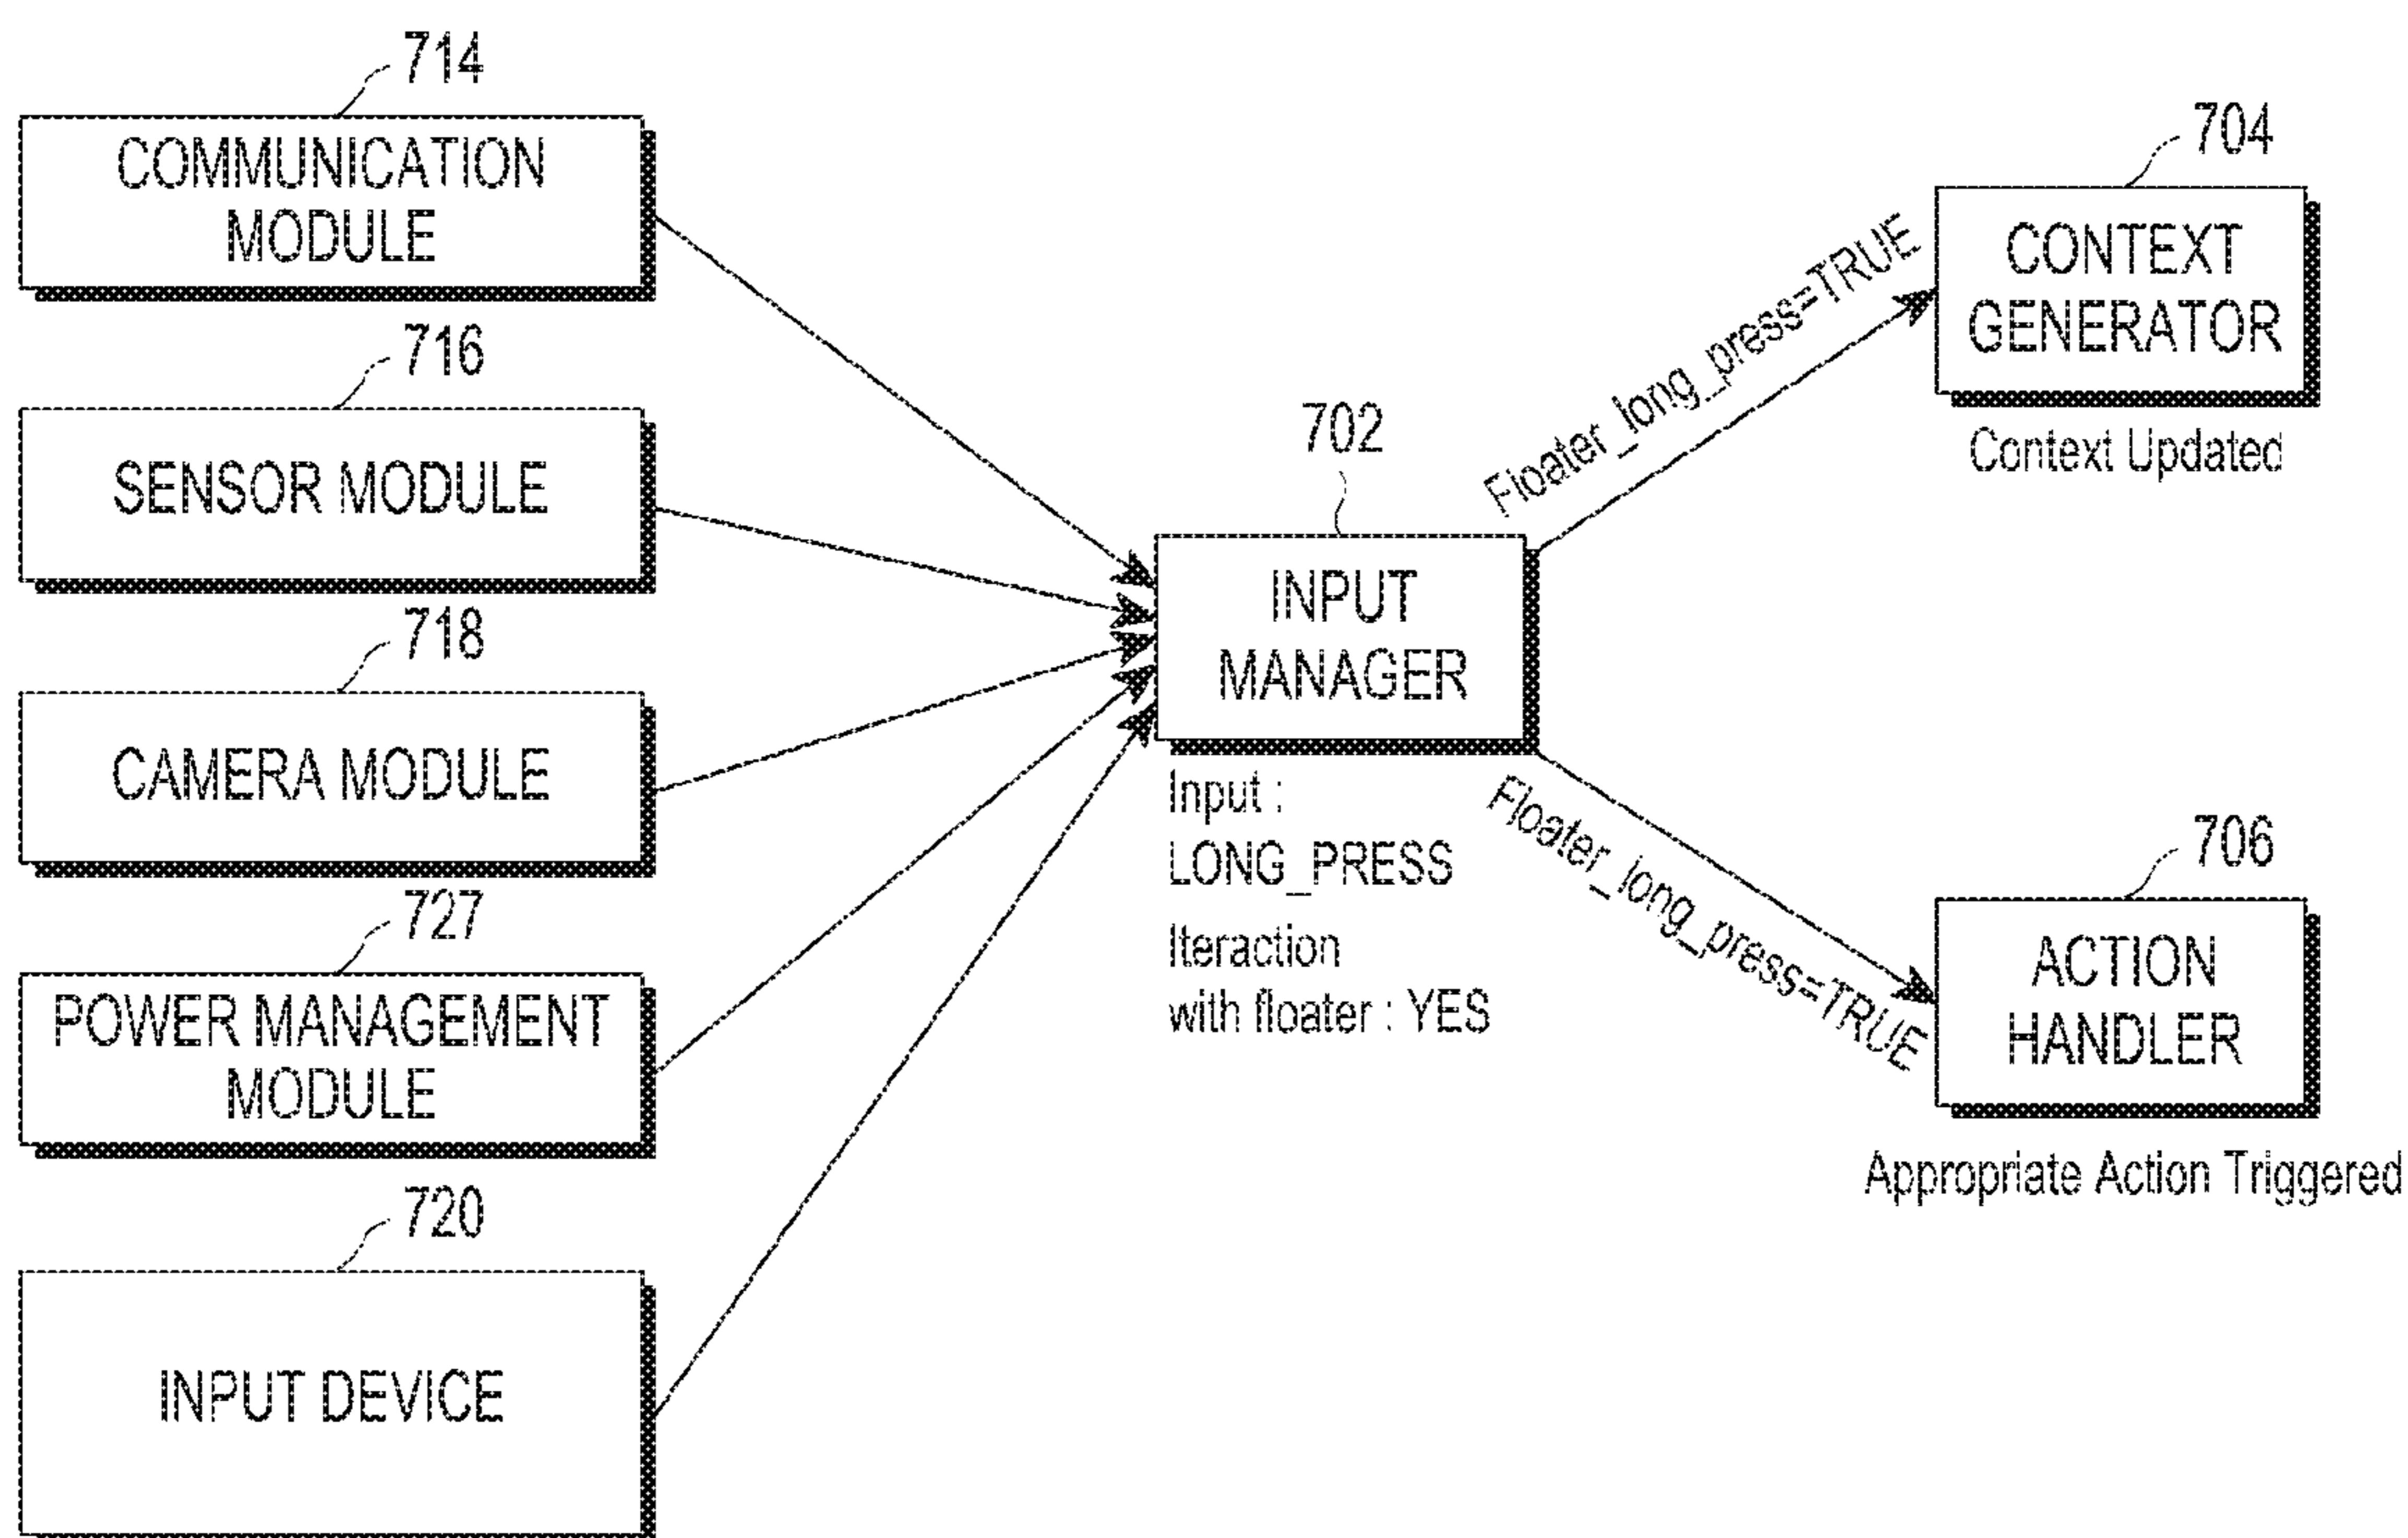 714
COMMUNICATION
MODULE
716
SENSOR MODULE
718
CAMERA MODULE
727
POWER MANAGEMENT
MODULE
720
INPUT DEVICE
702
INPUT
MANAGER
Input :
LONG_PRESS
Iteraction
with floater : YES
Floater_long_press=TRUE
704
CONTEXT
GENERATOR
Context Updated
Floater_long_press=TRUE
706
ACTION
HANDLER
Appropriate Action Triggered